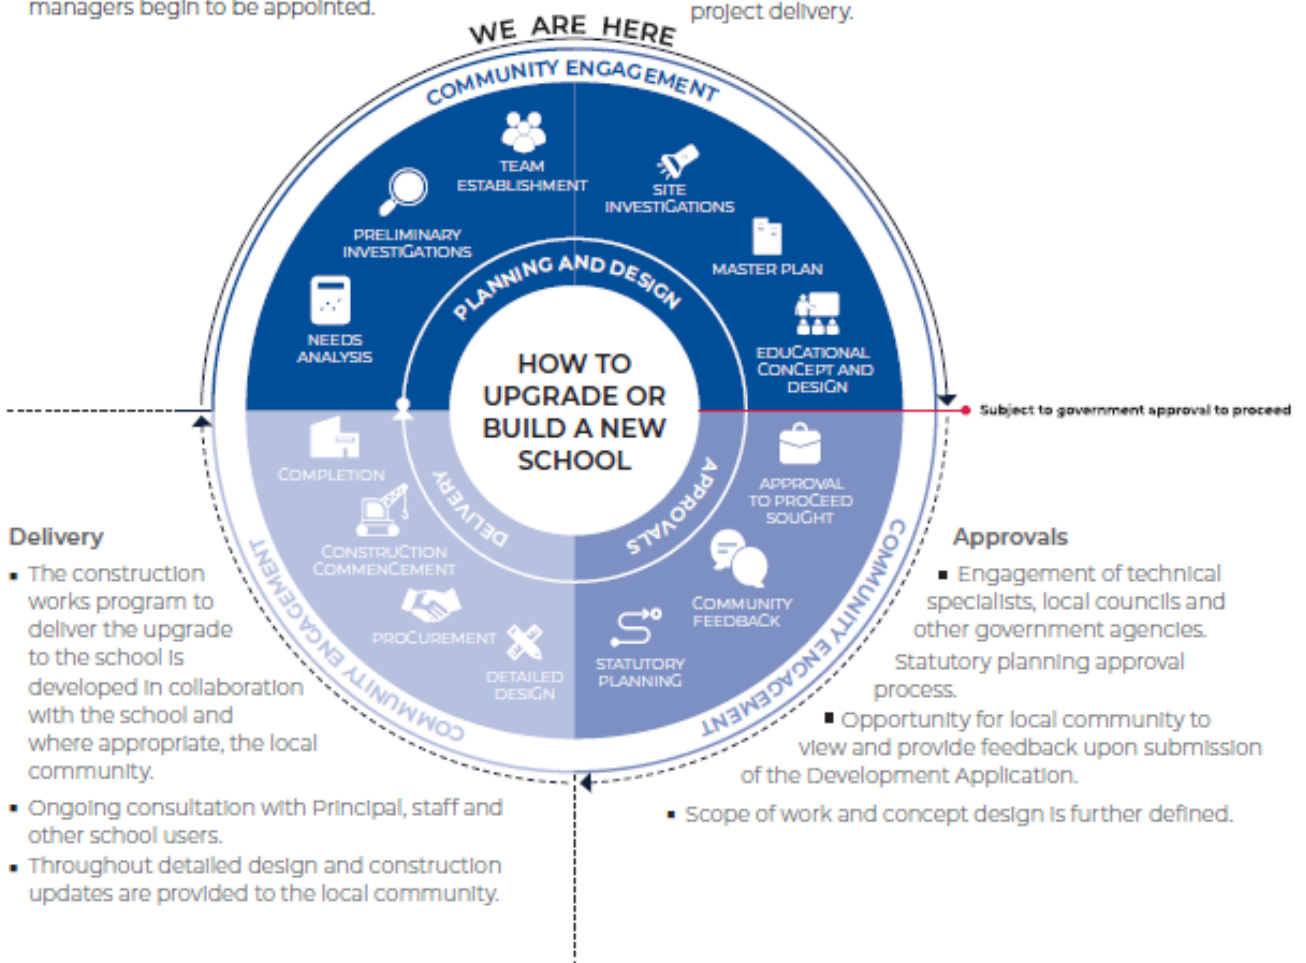 managers begin to be appointed.
project delivery.
WE ARE HERE
COMMUNITY ENGAGEMENT
TEAM
ESTABLISHMENT
SITE
INVESTIGATIONS
PRELIMINARY
INVESTIGATIONS
MASTER PLAN
NEEDS
ANALYSIS
EDUCATIONAL
CONCEPT AND
DESIGN
PLANNING AND DESIGN
HOW TO
UPGRADE OR
BUILD A NEW
SCHOOL
Subject to government approval to proceed
COMPLETION
CONSTRUCTION
COMMENCEMENT
PROCUREMENT
DETAILED
DESIGN
DELIVERY
COMMUNITY ENGAGEMENT
APPROVALS
APPROVAL
TO PROCEED
SOUGHT
COMMUNITY
FEEDBACK
STATUTORY
PLANNING
COMMUNITY ENGAGEMENT
Delivery
▪ The construction
works program to
deliver the upgrade
to the school is
developed in collaboration
with the school and
where appropriate, the local
community.
▪ Ongoing consultation with Principal, staff and
other school users.
▪ Throughout detailed design and construction
updates are provided to the local community.
Approvals
▪ Engagement of technical
specialists, local councils and
other government agencies.
Statutory planning approval
process.
▪ Opportunity for local community to
view and provide feedback upon submission
of the Development Application.
▪ Scope of work and concept design is further defined.